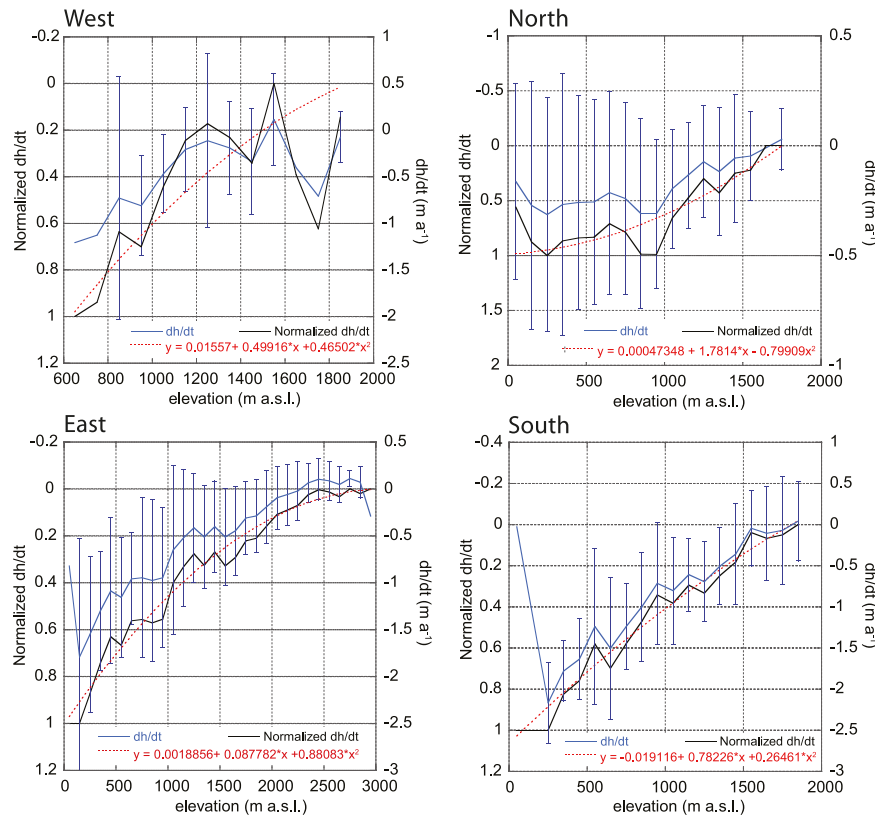 West
-0.2
0
0.2
0.4
0.6
0.8
1
1.2
Normalized dh/dt
1
0.5
0
-0.5
-1
-1.5
-2
-2.5
dh/dt (m a⁻¹)
dh/dt Normalized dh/dt
y = 0.01557+ 0.49916*x +0.46502*x²
600 800 1000 1200 1400 1600 1800 2000
elevation (m a.s.l.)
North
-1
-0.5
0
0.5
1
1.5
2
Normalized dh/dt
0.5
0
-0.5
-1
dh/dt (m a⁻¹)
dh/dt Normalized dh/dt
y = 0.00047348 + 1.7814*x - 0.79909x²
0 500 1000 1500 2000
elevation (m a.s.l.)
East
-0.2
0
0.2
0.4
0.6
0.8
1
1.2
Normalized dh/dt
0.5
0
-0.5
-1
-1.5
-2
-2.5
-3
dh/dt (m a⁻¹)
dh/dt Normalized dh/dt
y = 0.0018856+ 0.087782*x +0.88083*x²
0 500 1000 1500 2000 2500 3000
elevation (m a.s.l.)
South
-0.4
-0.2
0
0.2
0.4
0.6
0.8
1
1.2
Normalized dh/dt
1
0.5
0
-0.5
-1
-1.5
-2
-2.5
-3
dh/dt (m a⁻¹)
dh/dt Normalized dh/dt
y = -0.019116+ 0.78226*x +0.26461*x²
0 500 1000 1500 2000
elevation (m a.s.l.)